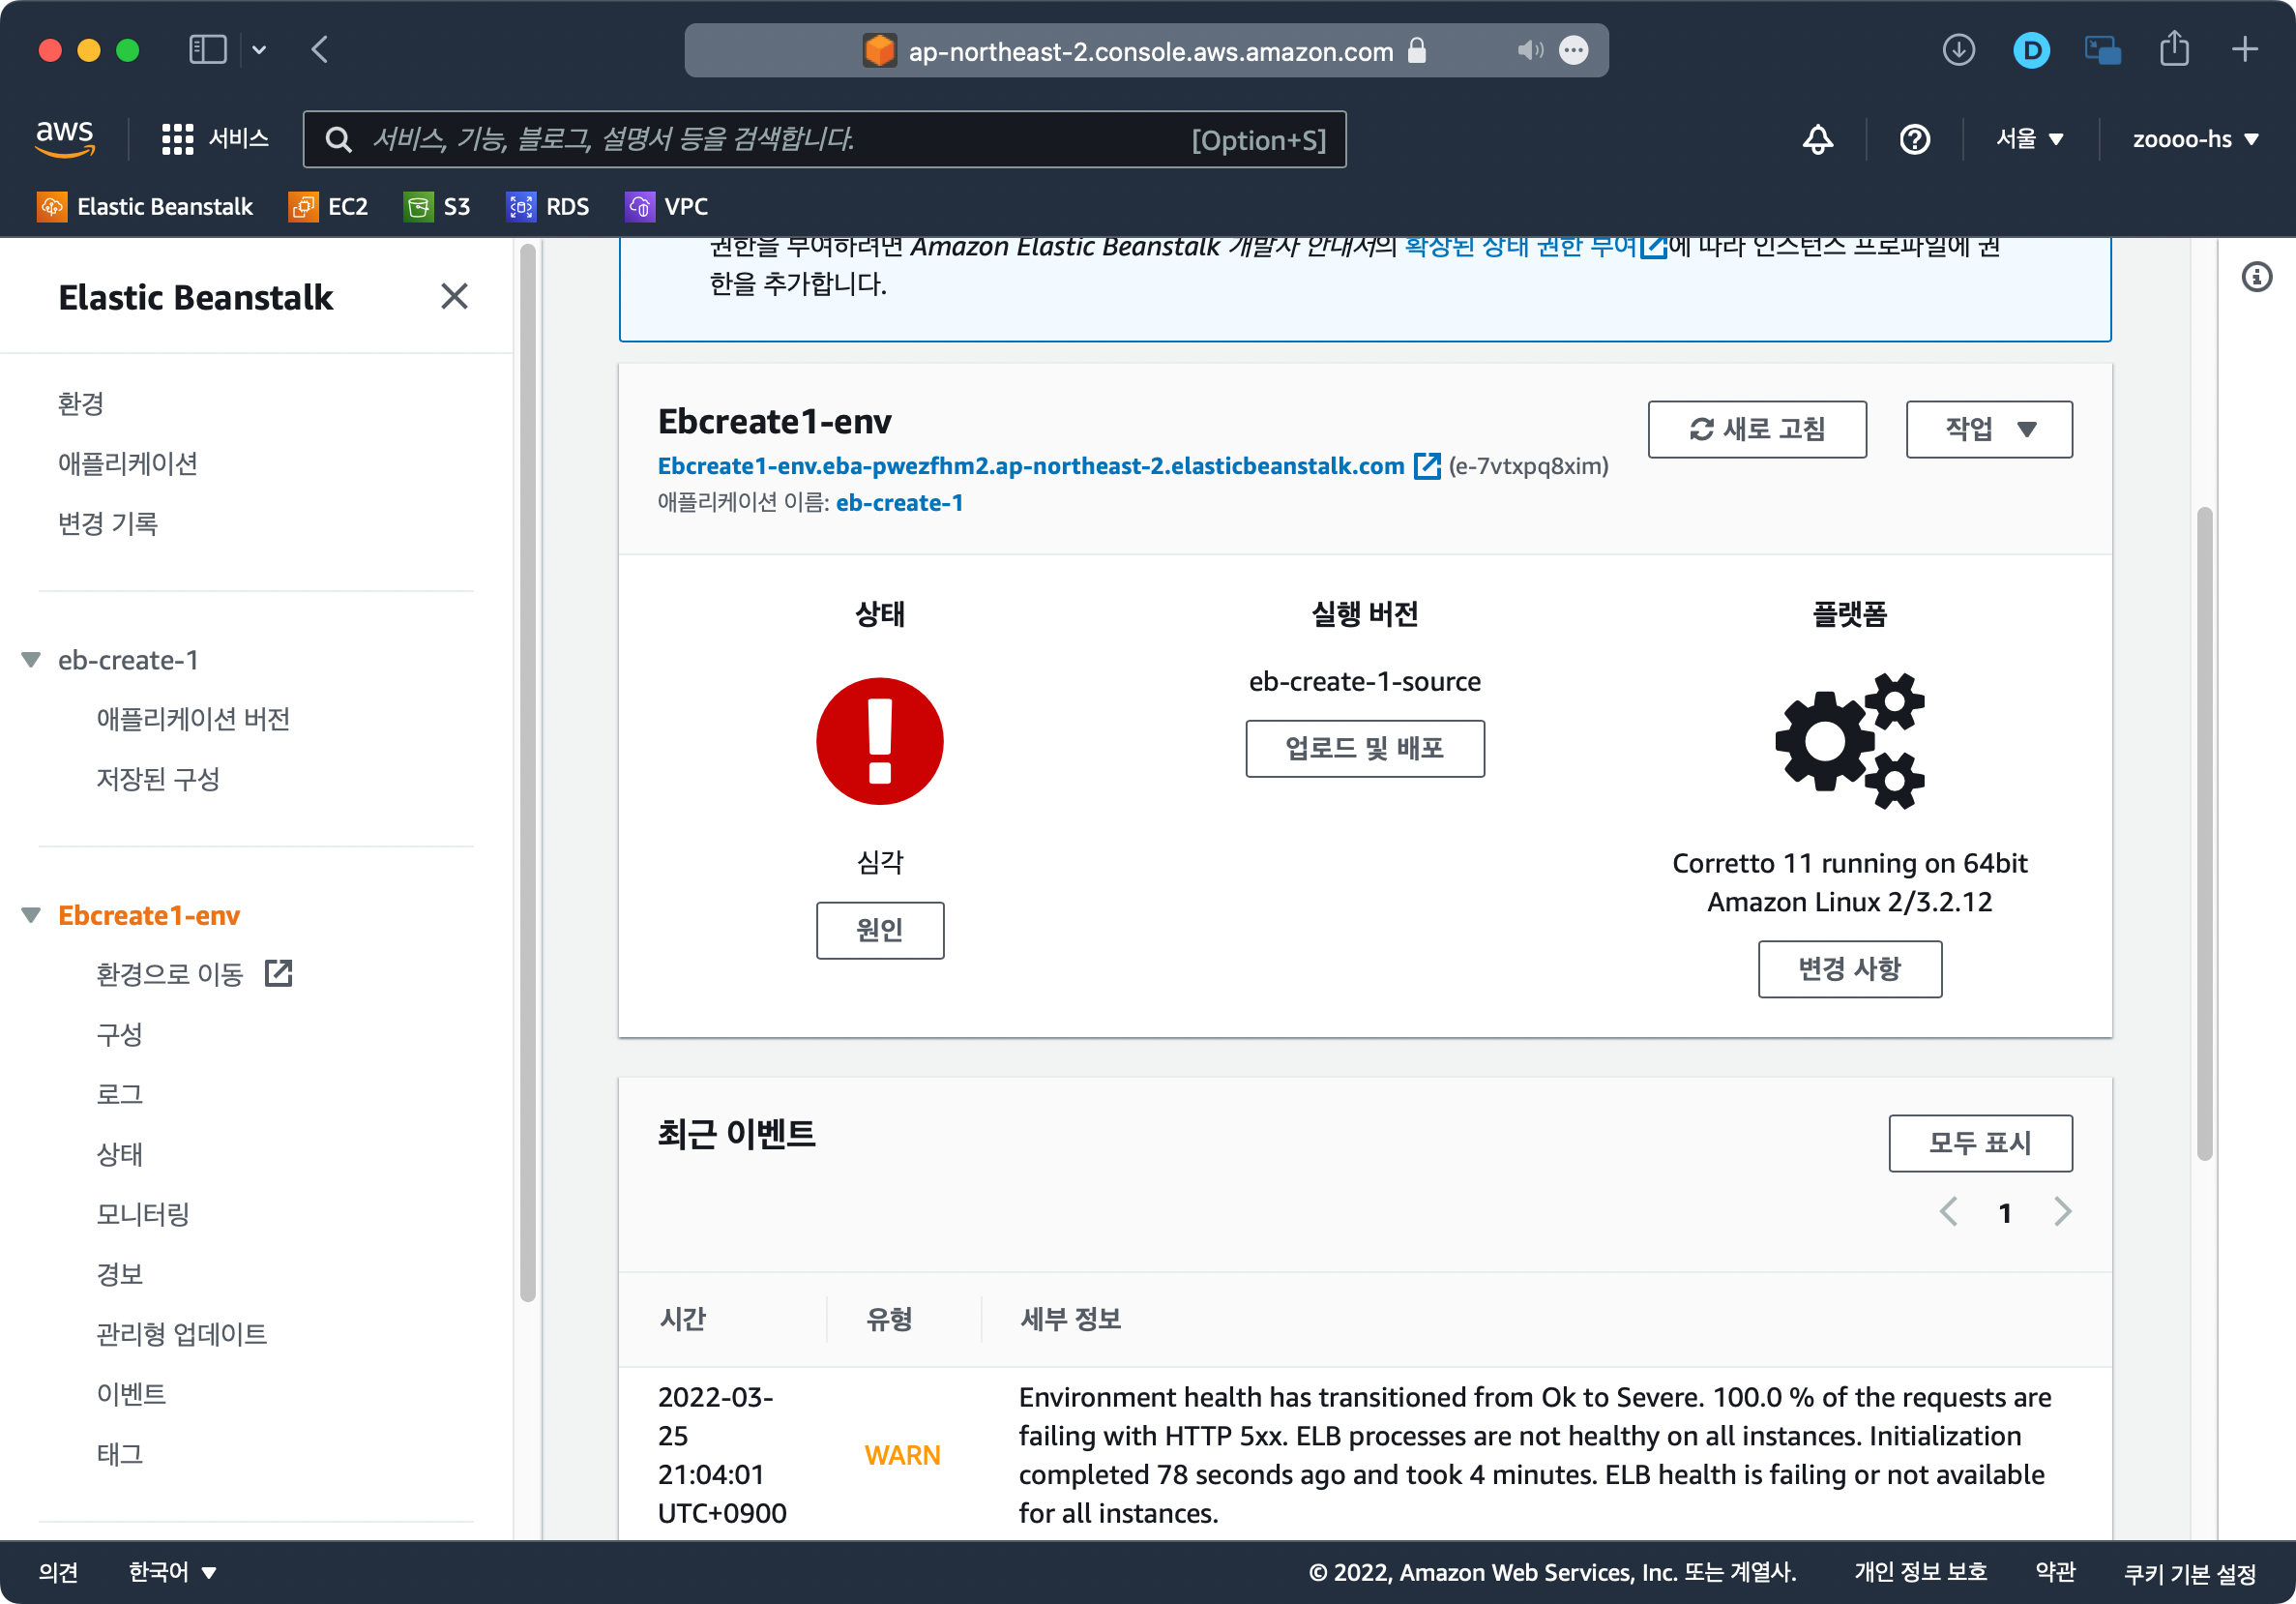 ap-northeast-2.console.aws.amazon.com
D
aws
서비스
서비스, 기능, 블로그, 설명서 등을 검색합니다.
[Option+S]
서울
zoooo-hs
Elastic Beanstalk
EC2
S3
RDS
VPC
Elastic Beanstalk
환경
애플리케이션
변경 기록
eb-create-1
애플리케이션 버전
저장된 구성
Ebcreate1-env
환경으로 이동
구성
로그
상태
모니터링
경보
관리형 업데이트
이벤트
태그
권한을 부여하려면 Amazon Elastic Beanstalk 개발자 안내서의 확장된 상태 권한 부여에 따라 인스턴스 프로파일에 권
한을 추가합니다.
Ebcreate1-env
Ebcreate1-env.eba-pwezfhm2.ap-northeast-2.elasticbeanstalk.com (e-7vtxpq8xim)
애플리케이션 이름: eb-create-1
새로 고침
작업
상태
심각
원인
실행 버전
eb-create-1-source
업로드 및 배포
플랫폼
Corretto 11 running on 64bit
Amazon Linux 2/3.2.12
변경 사항
최근 이벤트
모두 표시
1
시간
유형
세부 정보
2022-03-
25
21:04:01
UTC+0900
WARN
Environment health has transitioned from Ok to Severe. 100.0 % of the requests are
failing with HTTP 5xx. ELB processes are not healthy on all instances. Initialization
completed 78 seconds ago and took 4 minutes. ELB health is failing or not available
for all instances.
의견
한국어
© 2022, Amazon Web Services, Inc. 또는 계열사.
개인 정보 보호
약관
쿠키 기본 설정